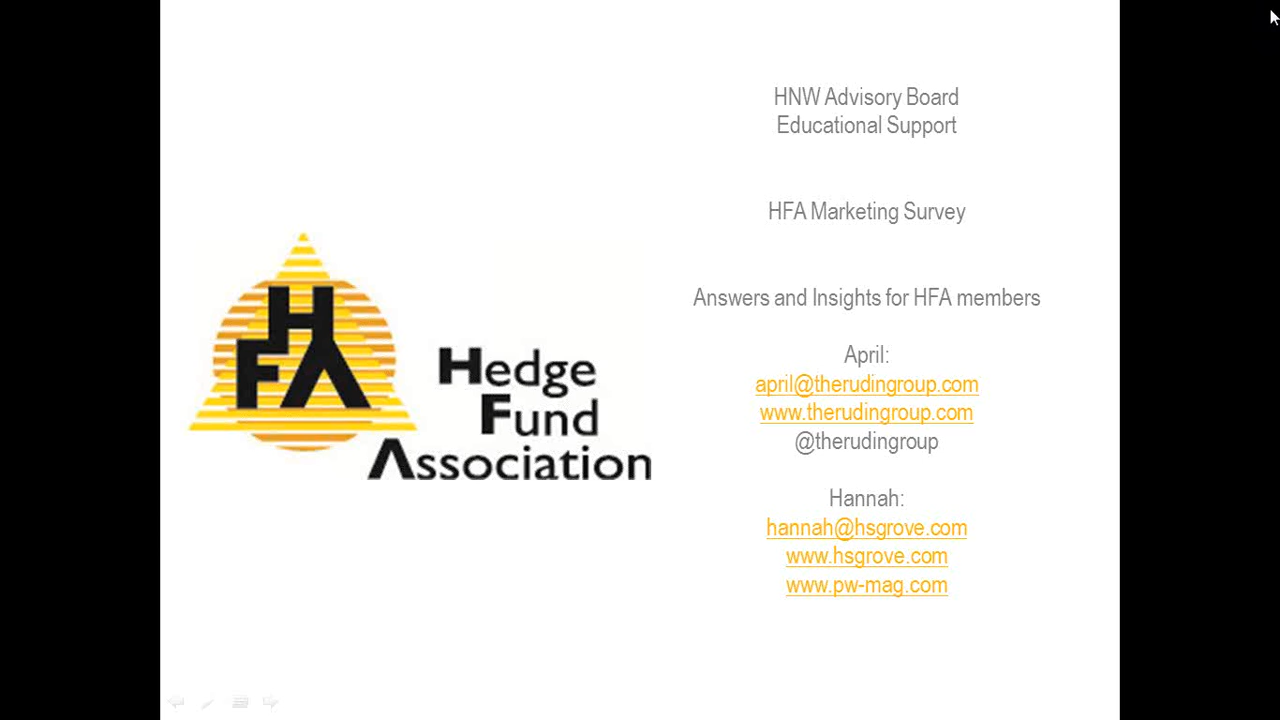 HNW Advisory Board
Educational Support
HFA Marketing Survey
Answers and Insights for HFA members
April:
april@therudingroup.com
www.therudingroup.com
@therudingroup
Hannah:
hannah@hsgrove.com
www.hsgrove.com
www.pw-mag.com
HFA
Hedge
Fund
Association